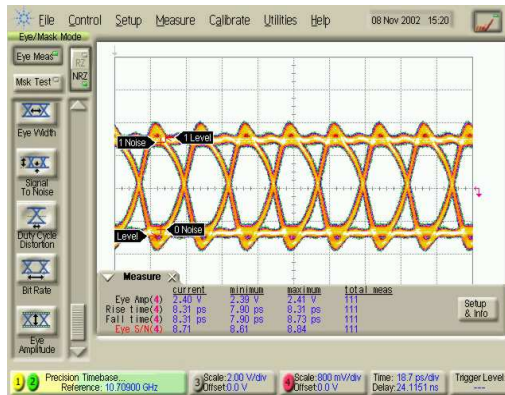 File Control Setup Measure Calibrate Utilities Help 08 Nov 2002 15:20
Eye/Mask Mode
Eye Meas
RZ
Msk Test
NRZ
Eye Width
Signal
To Noise
Duty Cycle
Distortion
Bit Rate
Eye
Amplitude
1 Noise
1 Level
Level
0 Noise
Measure
current minimum maximum total meas
Eye Amp(4) 2.40 V 2.39 V 2.41 V 111
Rise time(4) 8.31 ps 7.90 ps 8.31 ps 111
Fall time(4) 8.31 ps 7.90 ps 8.73 ps 111
Eye S/N(4) 8.71 8.61 8.84 111
Setup
& Info
1 2 Precision Timebase...
Reference: 10.70900 GHz
3 Scale:2.00 V/div
Offset:0.0 V
4 Scale:800 mV/div
Offset:0.0 V
Time: 18.7 ps/div
Delay:24.1151 ns
Trigger Level
---